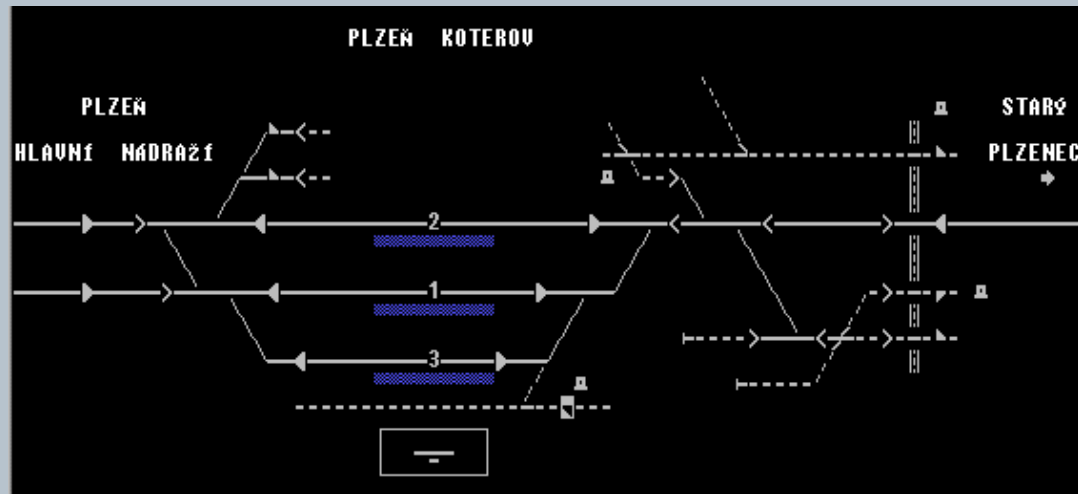 PLZEŇ KOTEROV
PLZEŇ
HLAVNÍ NÁDRAŽÍ
STARÝ
PLZENEC
2
1
3